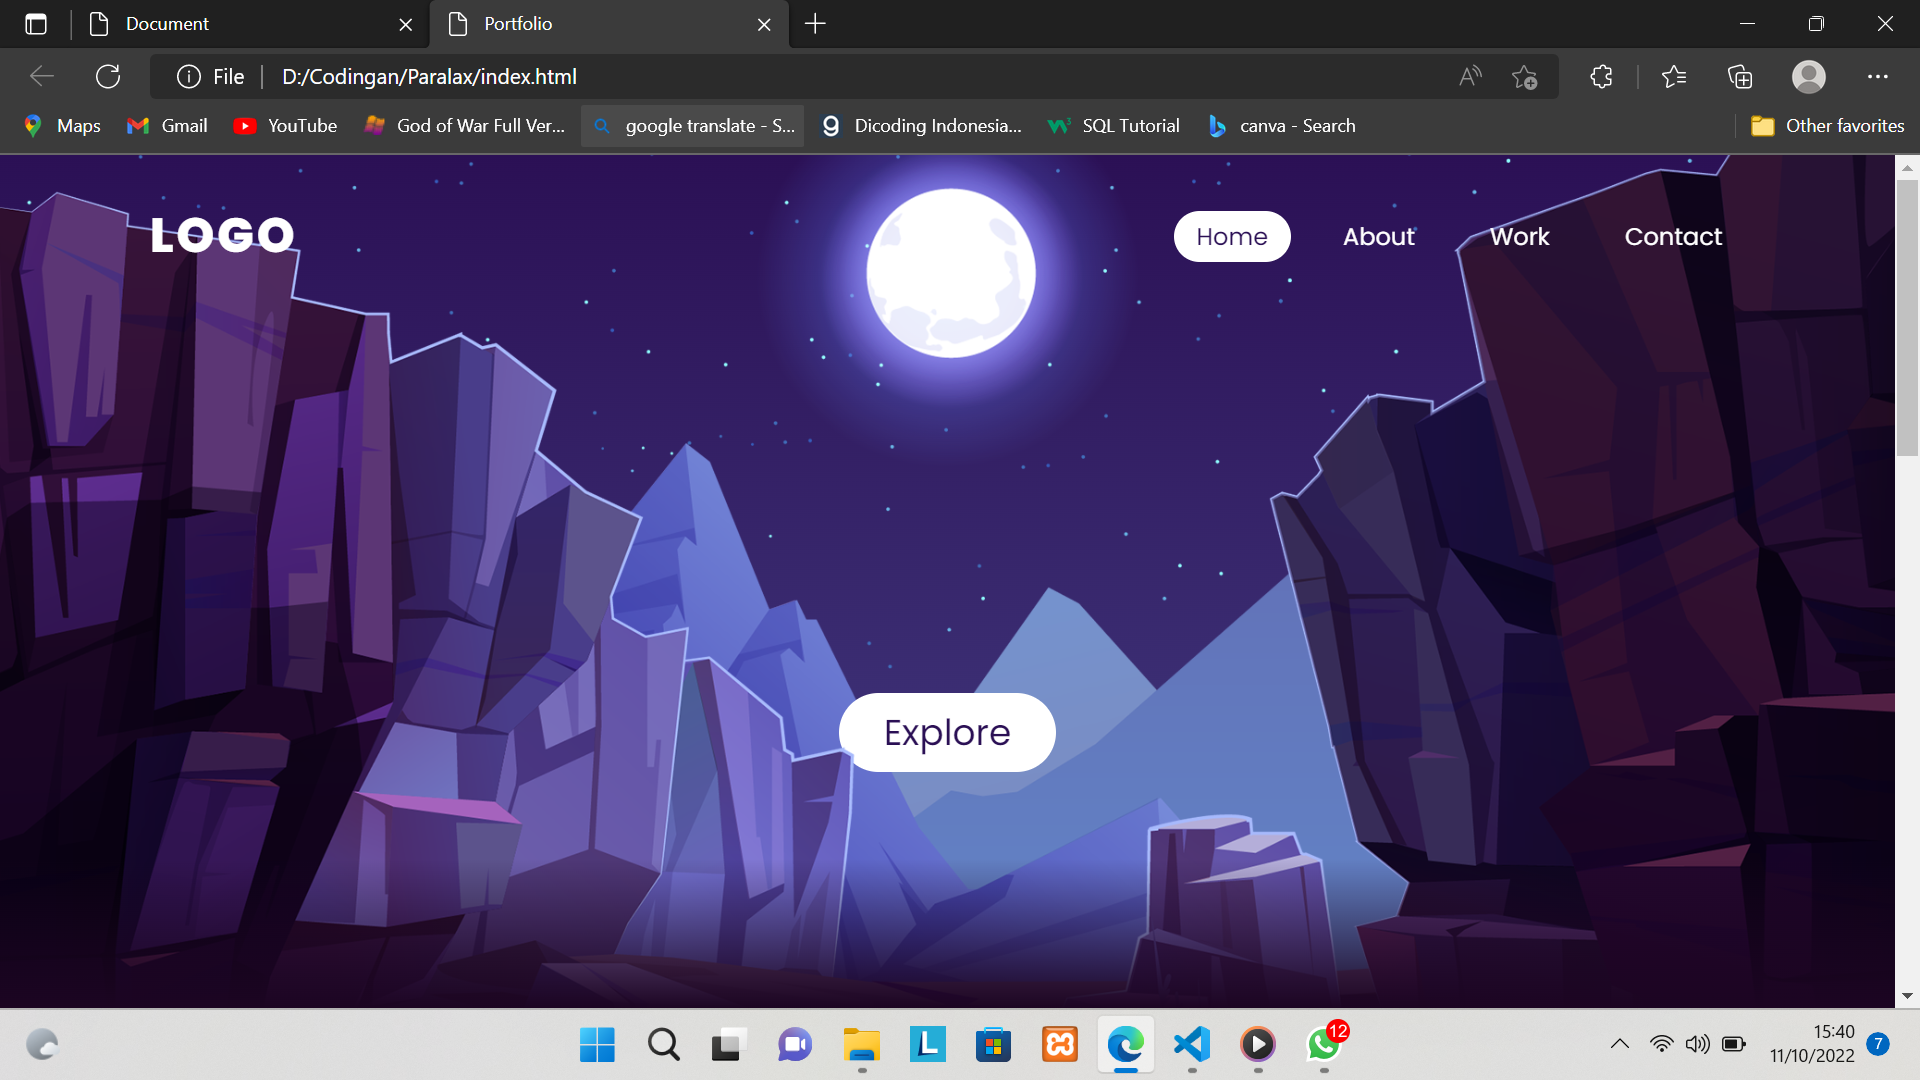 Document
Portfolio
File
D:/Codingan/Paralax/index.html
Maps
Gmail
YouTube
God of War Full Ver...
google translate - S...
Dicoding Indonesia...
SQL Tutorial
canva - Search
Other favorites
LOGO
Home
About
Work
Contact
Explore
12
15:40
11/10/2022
7